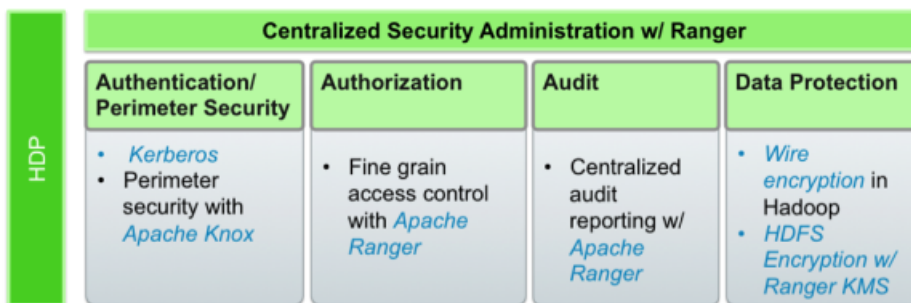 HDP
Centralized Security Administration w/ Ranger
Authentication/
Perimeter Security
• Kerberos
• Perimeter
security with
Apache Knox
Authorization
• Fine grain
access control
with Apache
Ranger
Audit
• Centralized
audit
reporting w/
Apache
Ranger
Data Protection
• Wire
encryption in
Hadoop
• HDFS
Encryption w/
Ranger KMS